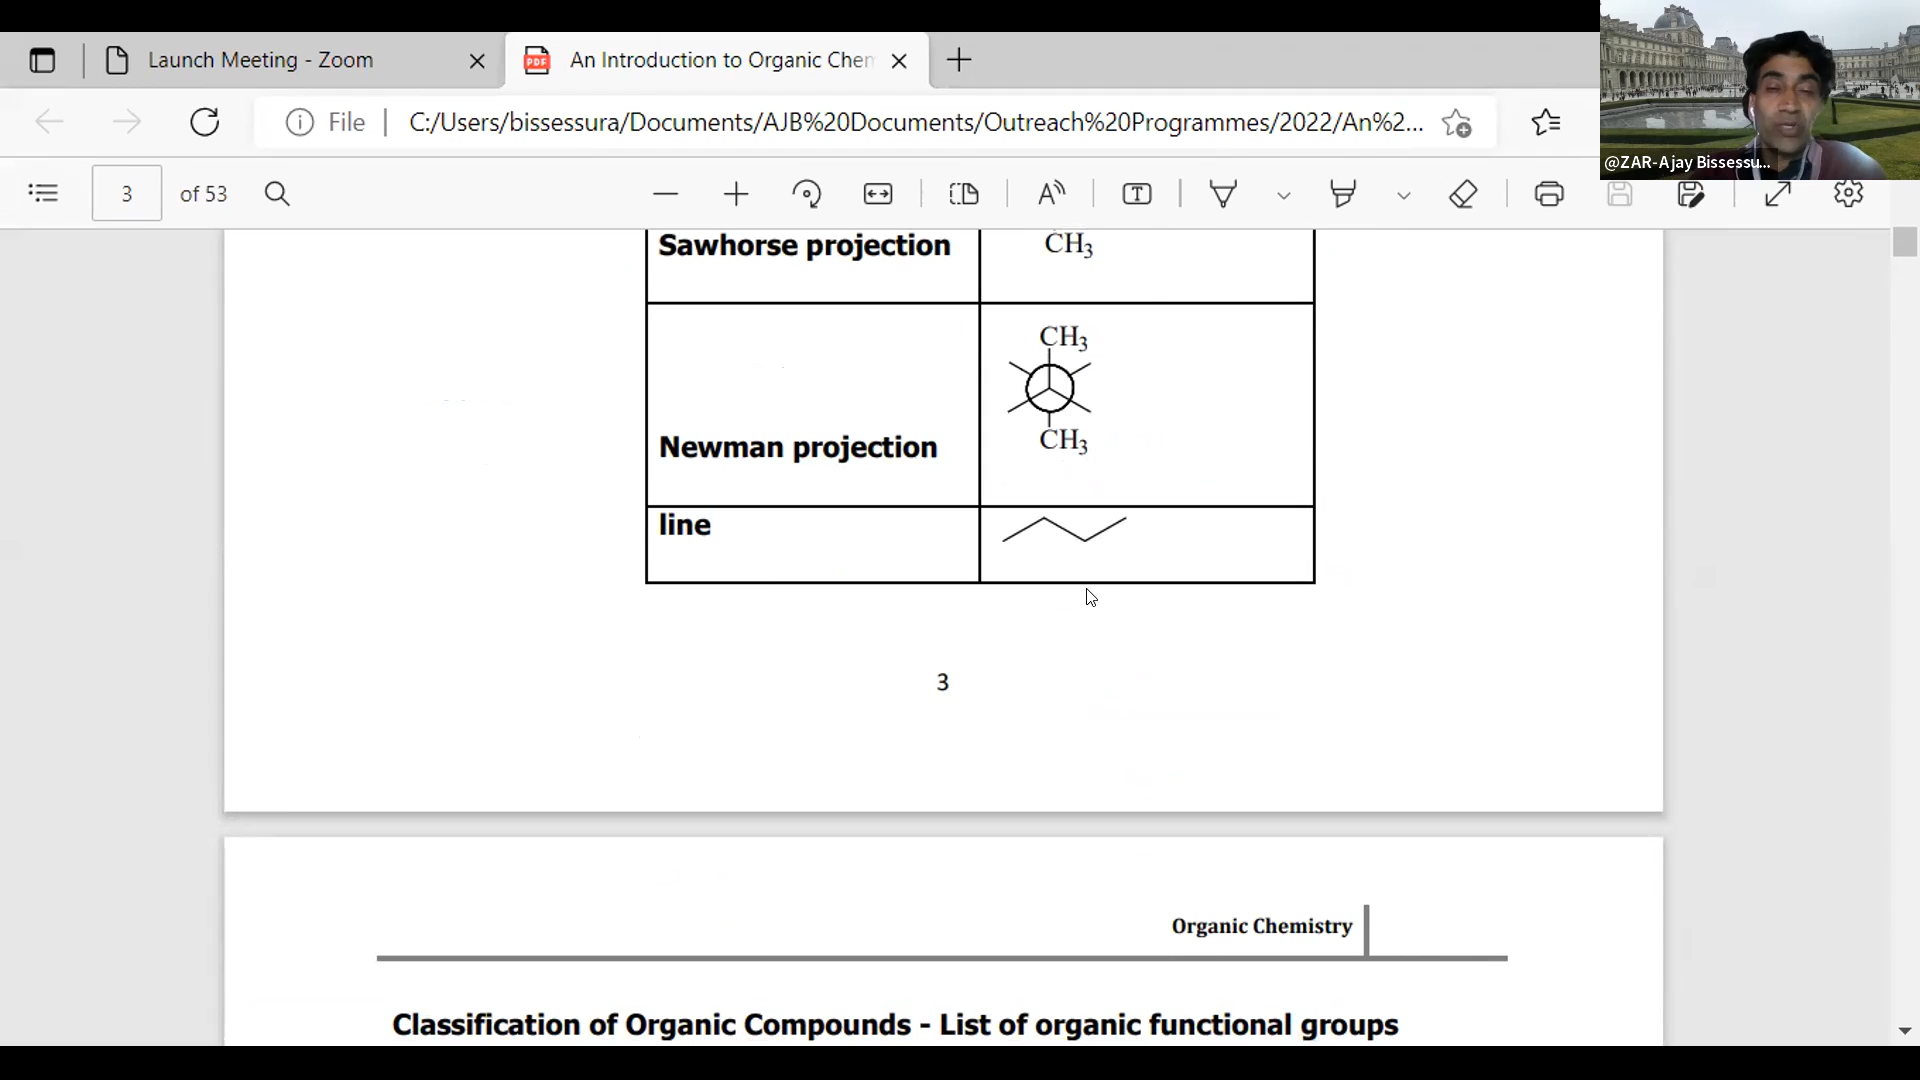 Launch Meeting - Zoom
An Introduction to Organic Chem
File
C:/Users/bissessura/Documents/AJB%20Documents/Outreach%20Programmes/2022/An%2...
@ZAR-Ajay Bissessu...
3 of 53
Sawhorse projection
CH3
CH3
Newman projection
CH3
line
3
Organic Chemistry
Classification of Organic Compounds - List of organic functional groups